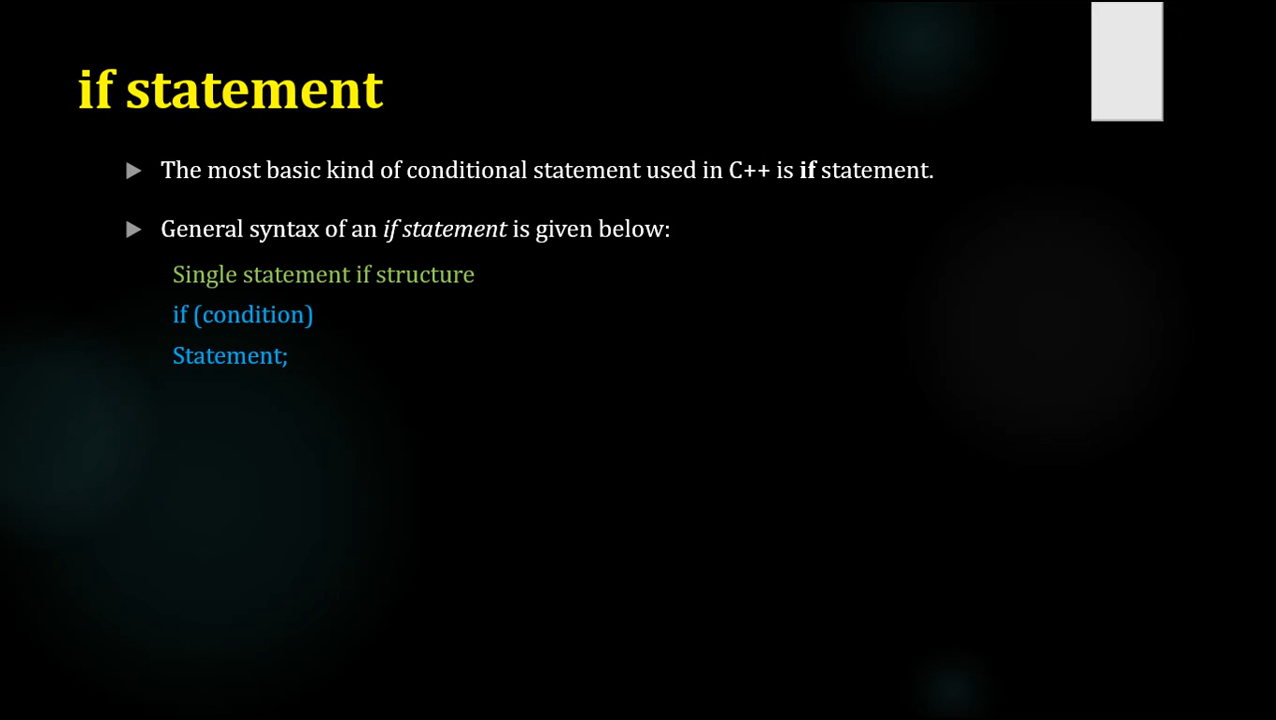 if statement
The most basic kind of conditional statement used in C++ is if statement.
General syntax of an if statement is given below:
Single statement if structure
if (condition)
Statement;